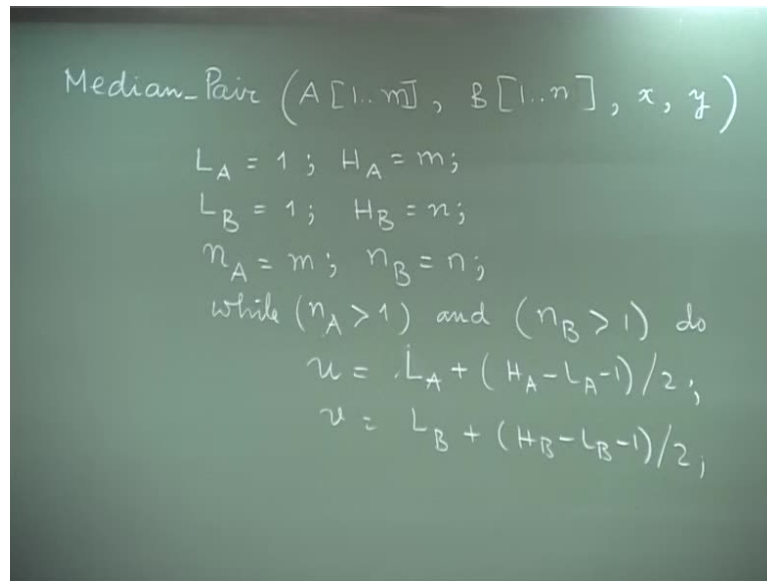 Median_Pair (A[1..m], B[1..n], x, y)
L_A = 1; H_A = m;
L_B = 1; H_B = n;
n_A = m; n_B = n;
while (n_A > 1) and (n_B > 1) do
u = L_A + (H_A - L_A - 1)/2;
v = L_B + (H_B - L_B - 1)/2;